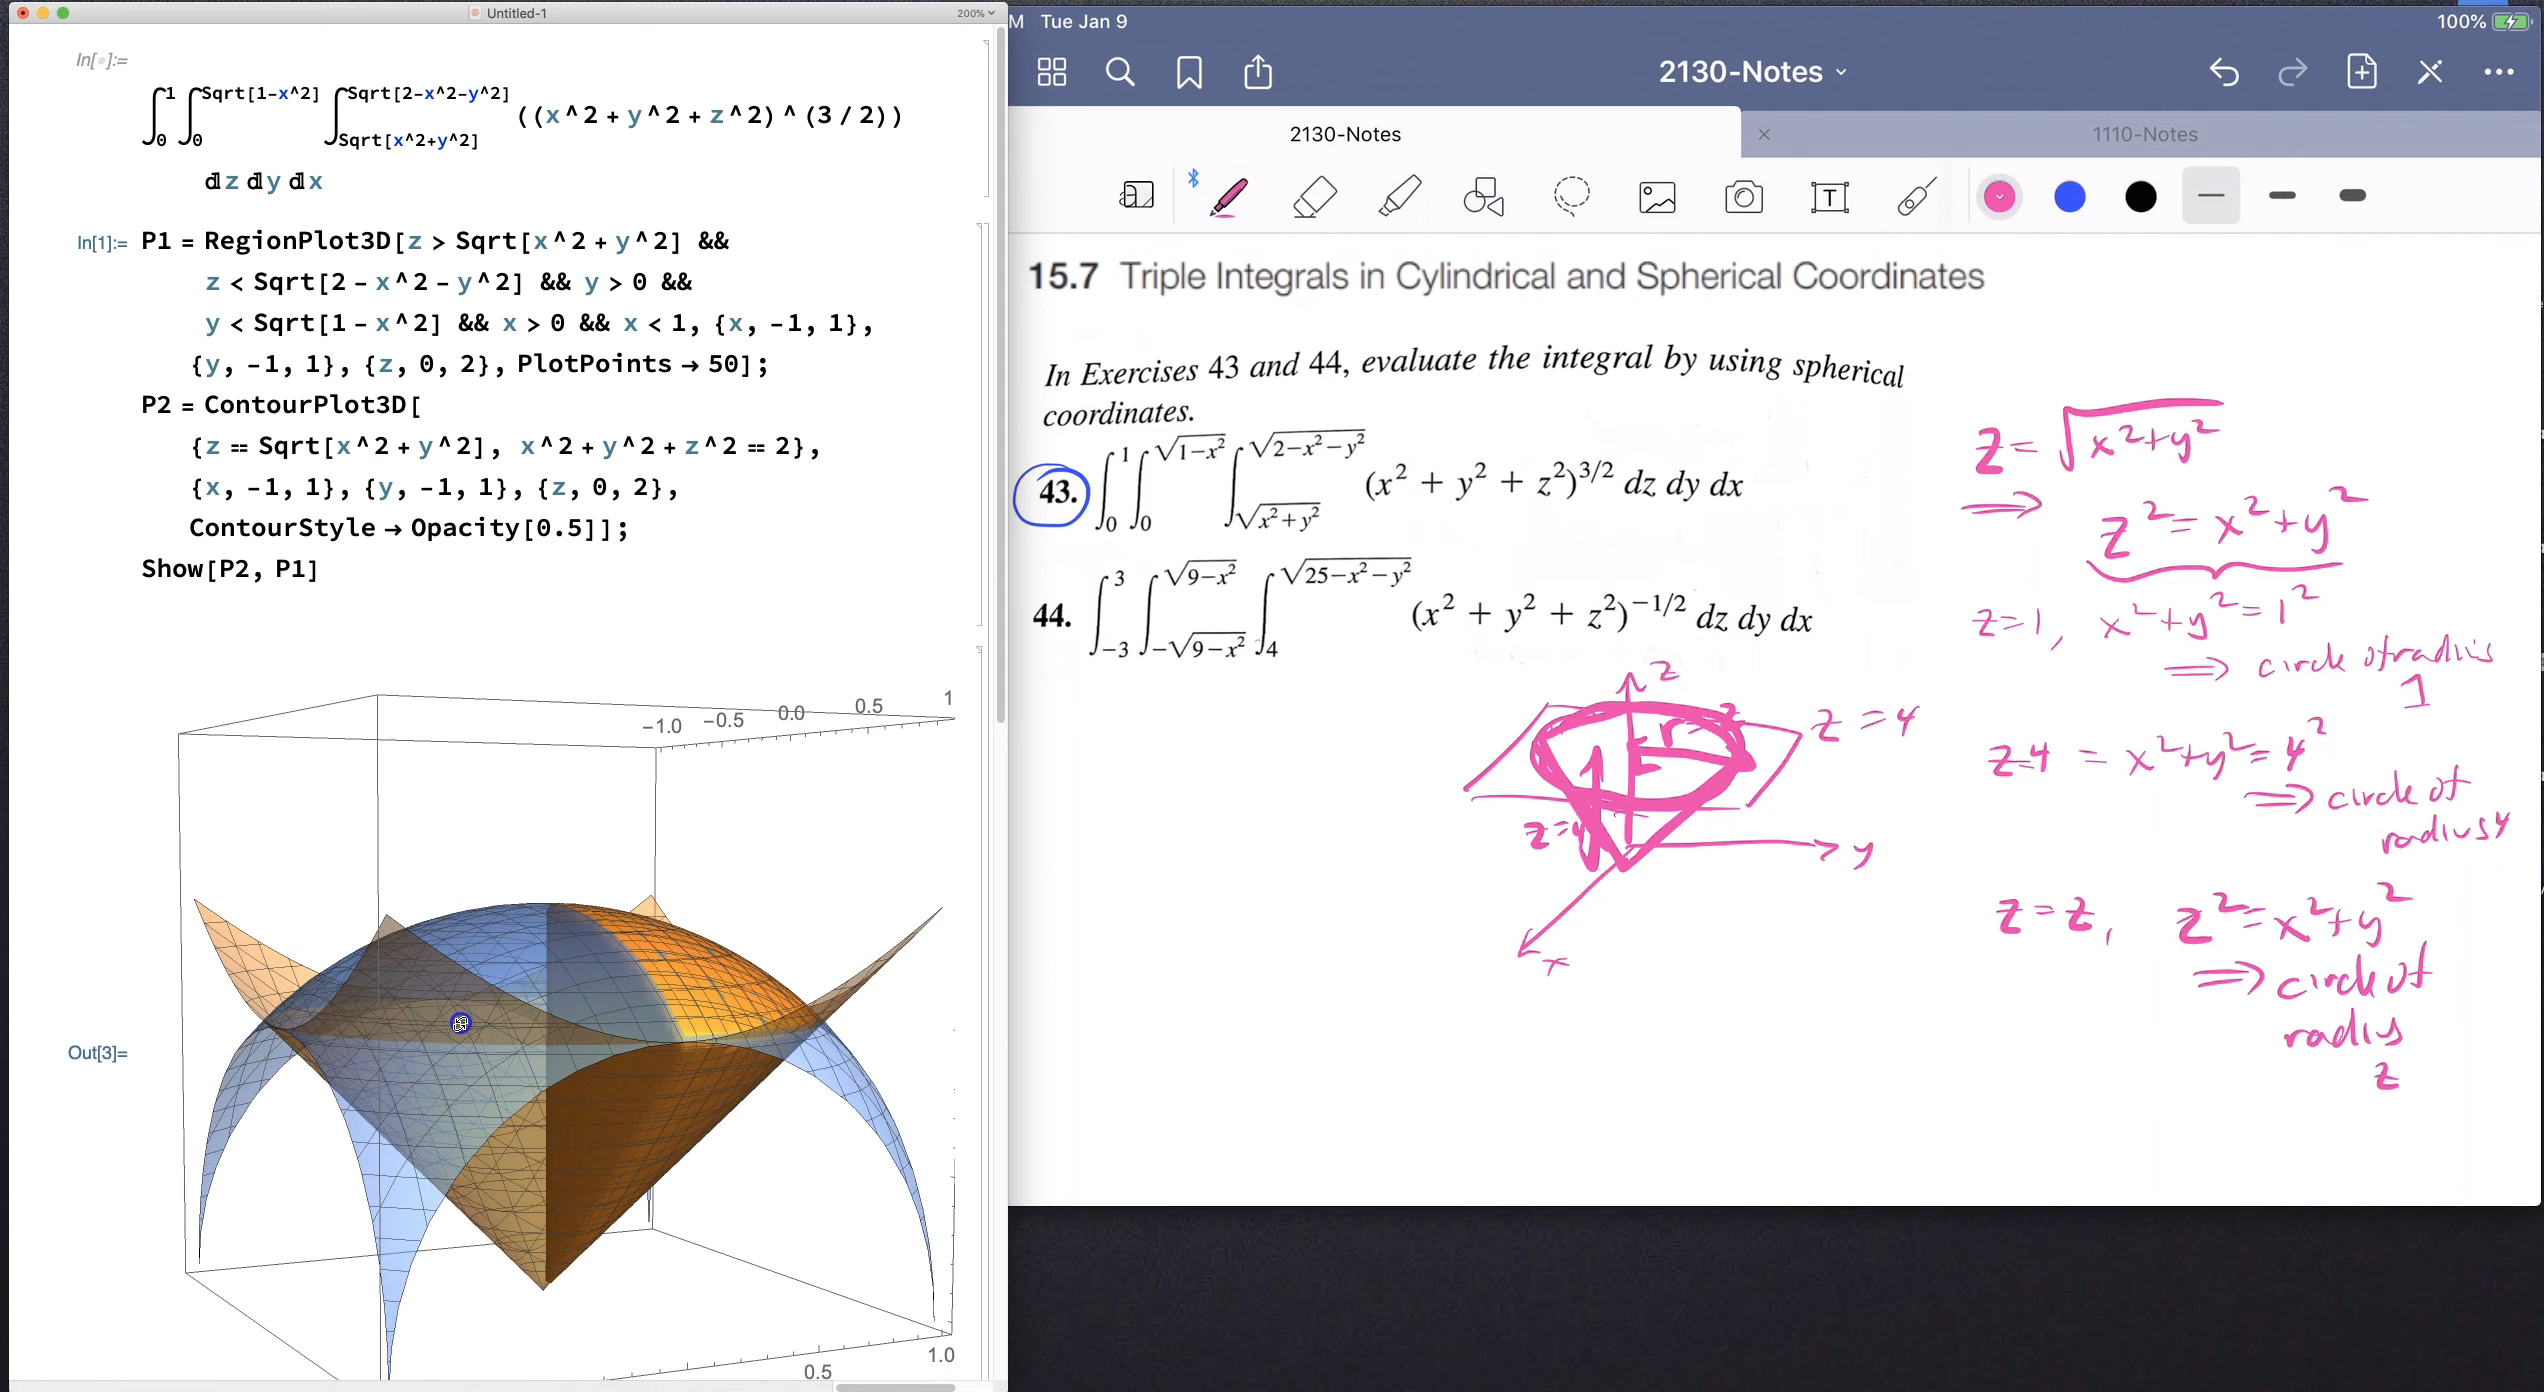 Untitled-1
200%
In[ ]:=
∫₀¹ ∫₀^Sqrt[1-x^2] ∫_Sqrt[x^2+y^2]^Sqrt[2-x^2-y^2] ((x^2 + y^2 + z^2)^(3/2))
ⅆz ⅆy ⅆx
In[1]:= P1 = RegionPlot3D[z > Sqrt[x^2 + y^2] &&
z < Sqrt[2 - x^2 - y^2] && y > 0 &&
y < Sqrt[1 - x^2] && x > 0 && x < 1, {x, -1, 1},
{y, -1, 1}, {z, 0, 2}, PlotPoints → 50];
P2 = ContourPlot3D[
{z == Sqrt[x^2 + y^2], x^2 + y^2 + z^2 == 2},
{x, -1, 1}, {y, -1, 1}, {z, 0, 2},
ContourStyle → Opacity[0.5]];
Show[P2, P1]
Out[3]=
-1.0 -0.5 0.0 0.5 1
0.5 1.0
M Tue Jan 9
100%
2130-Notes
2130-Notes
1110-Notes
15.7 Triple Integrals in Cylindrical and Spherical Coordinates
In Exercises 43 and 44, evaluate the integral by using spherical
coordinates.
43. ∫₀¹ ∫₀^√(1-x²) ∫_√(x²+y²)^√(2-x²-y²) (x² + y² + z²)^3/2 dz dy dx
44. ∫₋₃³ ∫_-√(9-x²)^√(9-x²) ∫₄^√(25-x²-y²) (x² + y² + z²)^-1/2 dz dy dx
z
z = 4
r = z
z=4
y
x
z = √(x²+y²)
⟹ z² = x²+y²
z=1, x²+y² = 1²
⟹ circle of radius
1
z=4 = x²+y² = 4²
⟹ circle of
radius 4
z = z, z² = x²+y²
⟹ circle of
radius
z